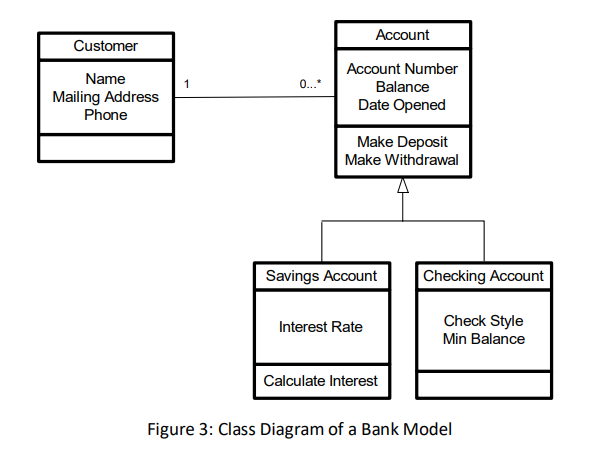 Customer
Name
Mailing Address
Phone
1
0...*
Account
Account Number
Balance
Date Opened
Make Deposit
Make Withdrawal
Savings Account
Interest Rate
Calculate Interest
Checking Account
Check Style
Min Balance
Figure 3: Class Diagram of a Bank Model